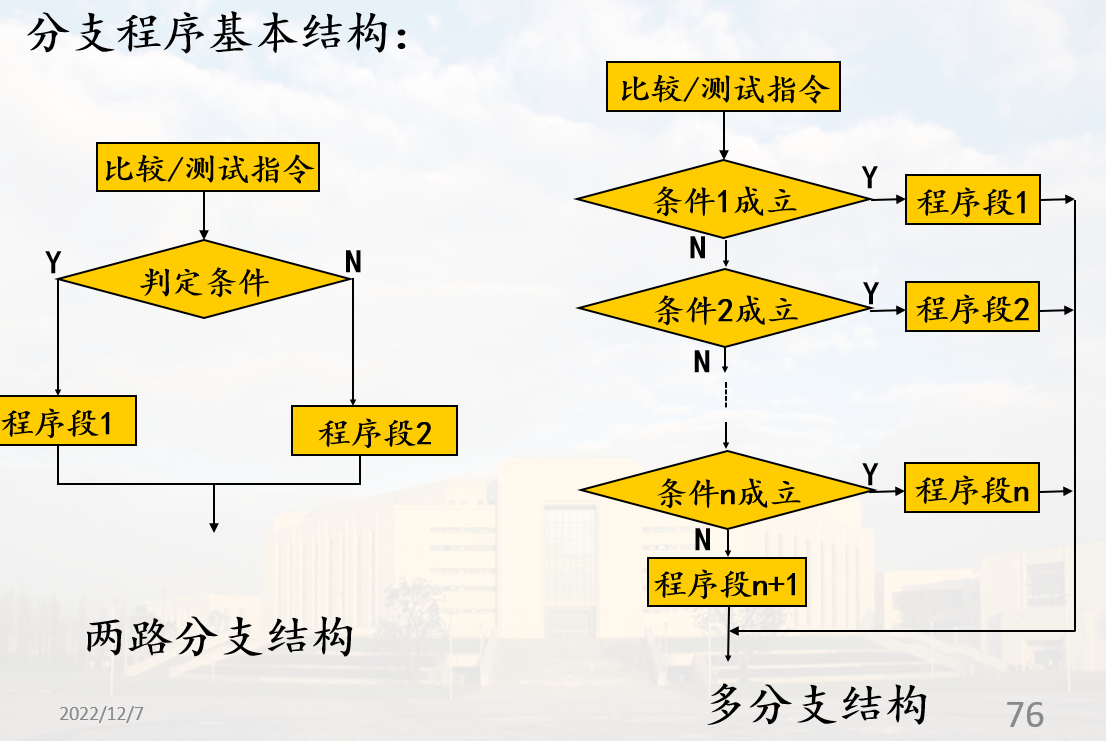 分支程序基本结构：
比较/测试指令
判定条件
Y
N
程序段1
程序段2
两路分支结构
比较/测试指令
条件1成立
Y
程序段1
N
条件2成立
Y
程序段2
N
条件n成立
Y
程序段n
N
程序段n+1
多分支结构
2022/12/7
76